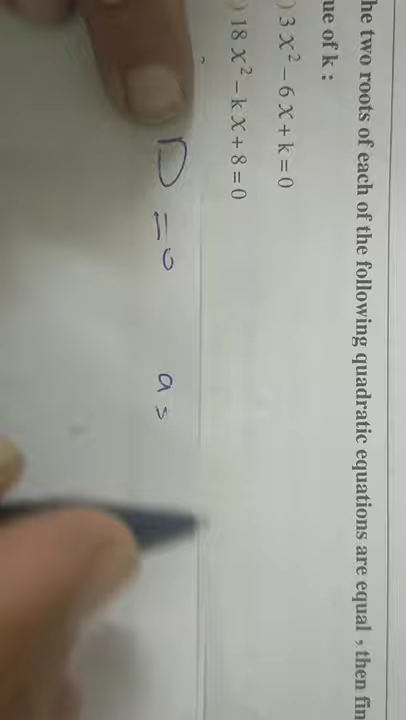 he two roots of each of the following quadratic equations are equal , then fin
ue of k :
) 3 x² – 6 x + k = 0
) 18 x² – k x + 8 = 0
D = 0 a =